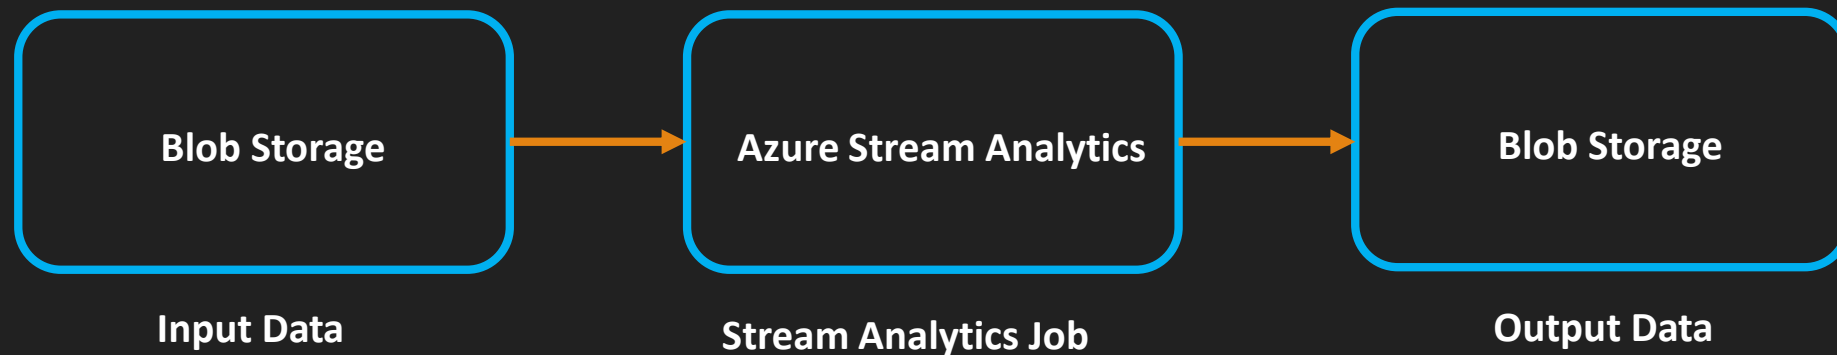 Blob Storage
Azure Stream Analytics
Blob Storage
Input Data
Stream Analytics Job
Output Data